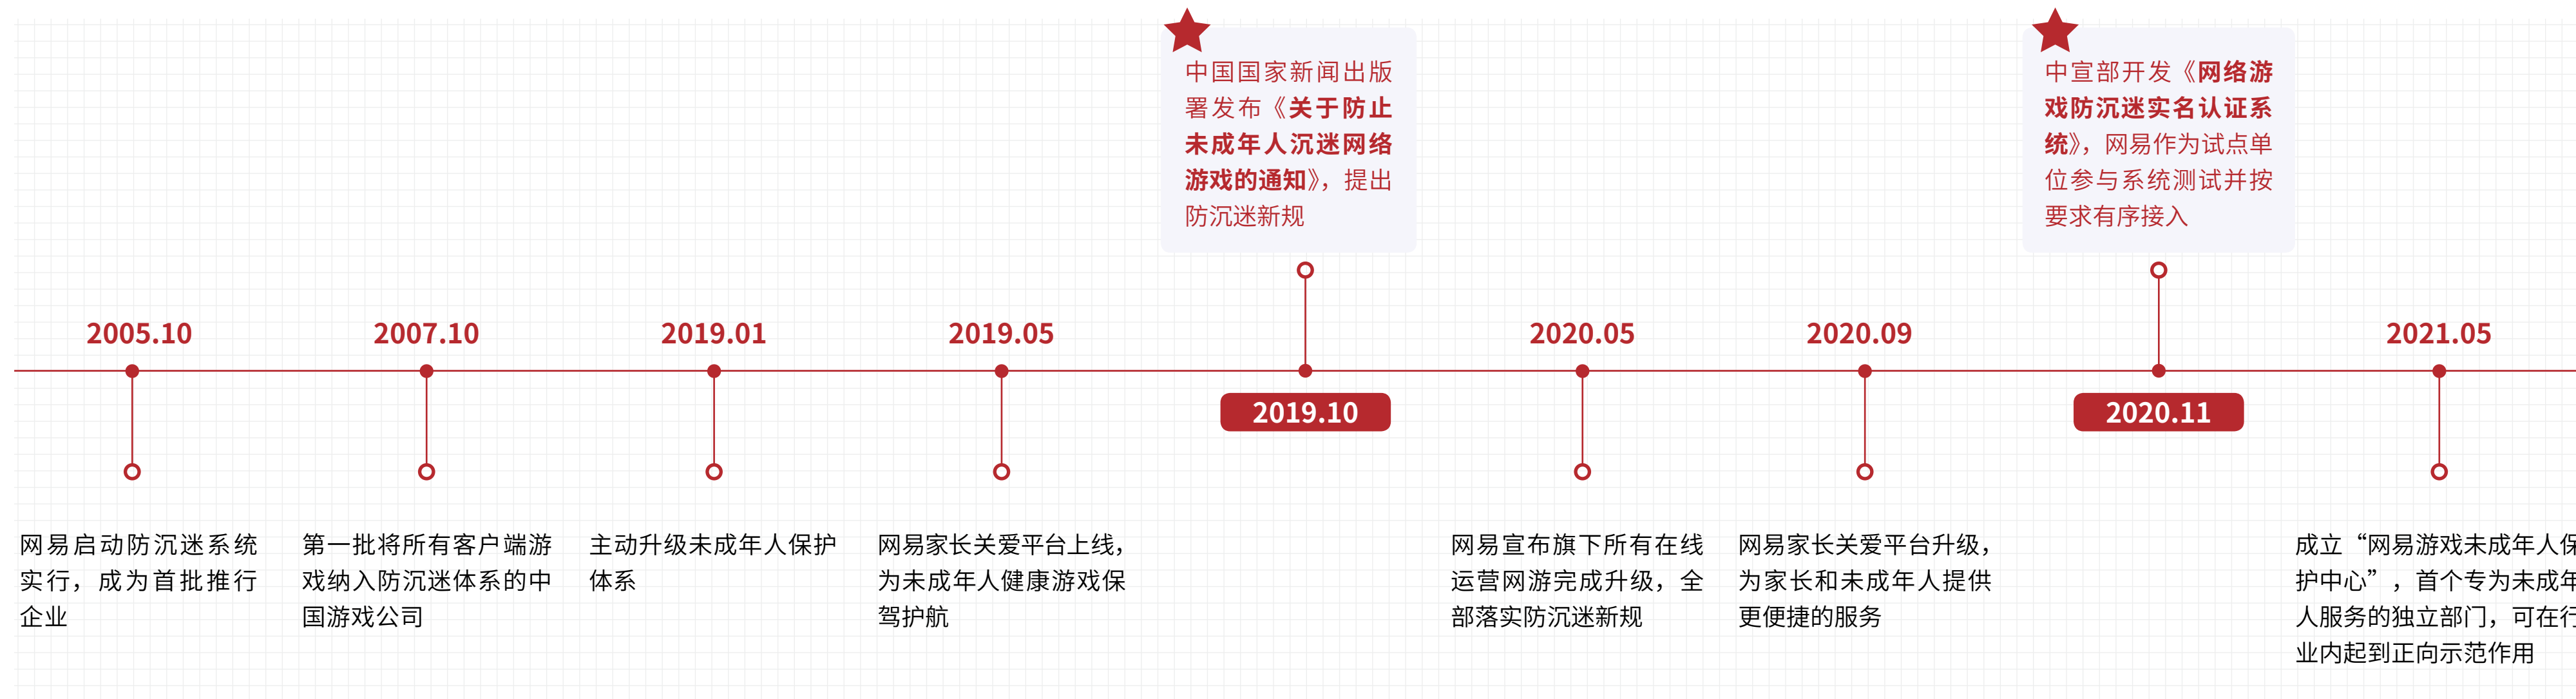 2005.10
网易启动防沉迷系统
实行，成为首批推行
企业
2007.10
第一批将所有客户端游
戏纳入防沉迷体系的中
国游戏公司
2019.01
主动升级未成年人保护
体系
2019.05
网易家长关爱平台上线，
为未成年人健康游戏保
驾护航
中国国家新闻出版
署发布《关于防止
未成年人沉迷网络
游戏的通知》，提出
防沉迷新规
2019.10
2020.05
网易宣布旗下所有在线
运营网游完成升级，全
部落实防沉迷新规
2020.09
网易家长关爱平台升级，
为家长和未成年人提供
更便捷的服务
中宣部开发《网络游
戏防沉迷实名认证系
统》，网易作为试点单
位参与系统测试并按
要求有序接入
2020.11
2021.05
成立“网易游戏未成年人保
护中心”，首个专为未成年
人服务的独立部门，可在行
业内起到正向示范作用